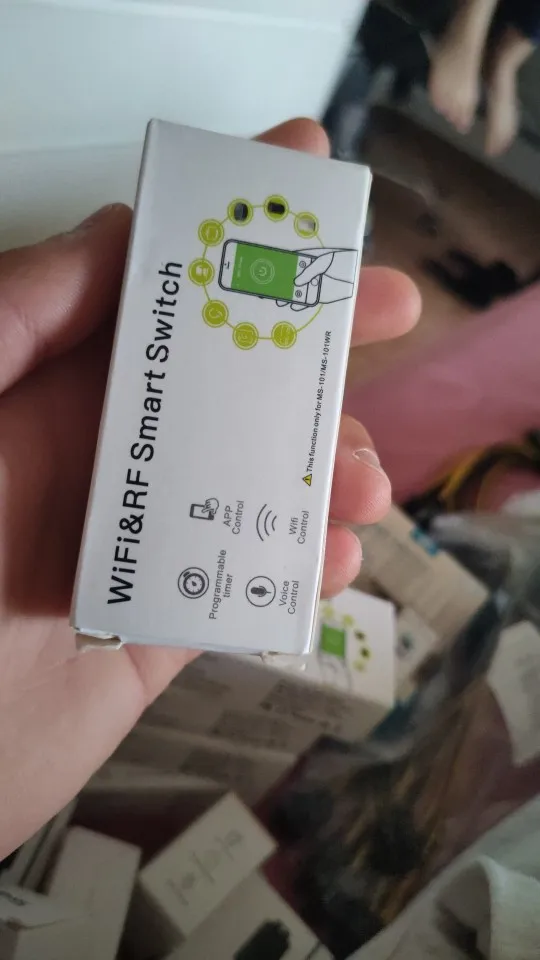 WiFi&RF Smart Switch
APP
Control
Wifi
Control
Programmable
timer
Voice
Control
This function only for MS-101/MS-101WR